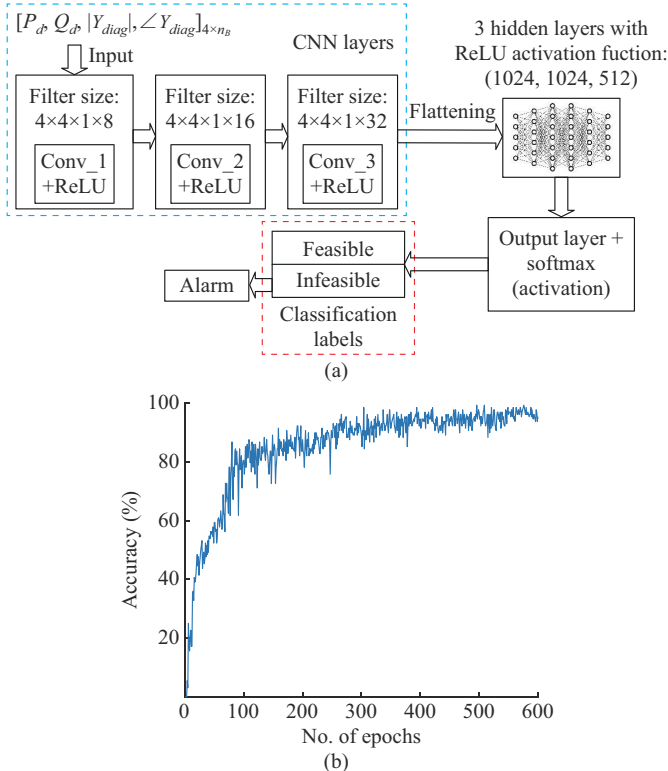 [P_d, Q_d, |Y_diag|, ∠Y_diag]_{4×n_B}
Input
CNN layers
Filter size:
4×4×1×8
Conv_1
+ReLU
Filter size:
4×4×1×16
Conv_2
+ReLU
Filter size:
4×4×1×32
Conv_3
+ReLU
Flattening
3 hidden layers with
ReLU activation fuction:
(1024, 1024, 512)
Output layer +
softmax
(activation)
Feasible
Infeasible
Classification
labels
Alarm
(a)
100
80
60
40
20
Accuracy (%)
0 100 200 300 400 500 600
No. of epochs
(b)